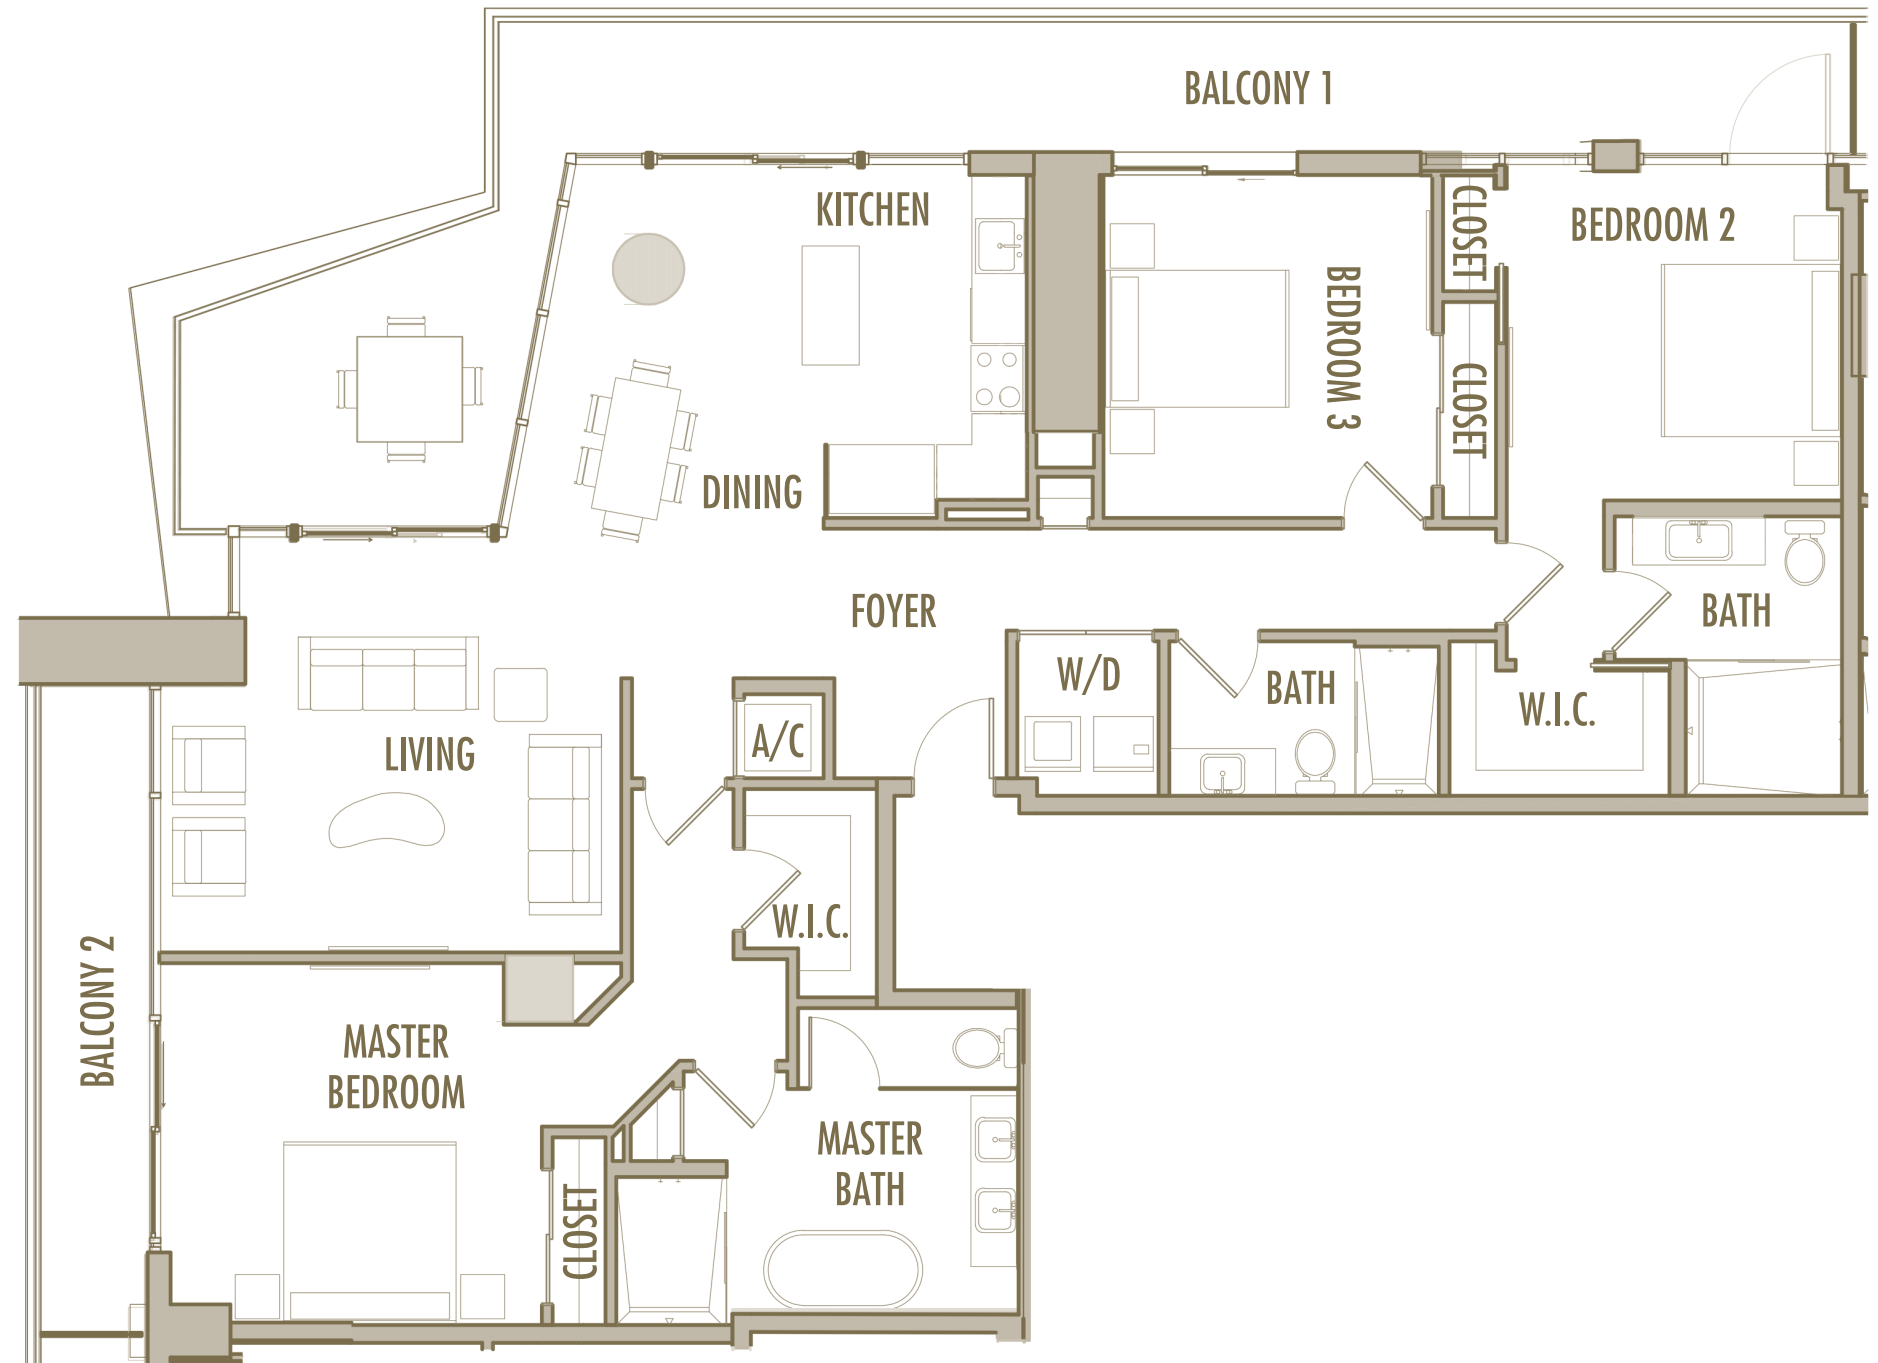 BALCONY 1
KITCHEN
CLOSET
BEDROOM 2
BEDROOM 3
CLOSET
DINING
FOYER
BATH
W/D
BATH
W.I.C.
A/C
LIVING
W.I.C.
BALCONY 2
MASTER
BEDROOM
MASTER
BATH
CLOSET